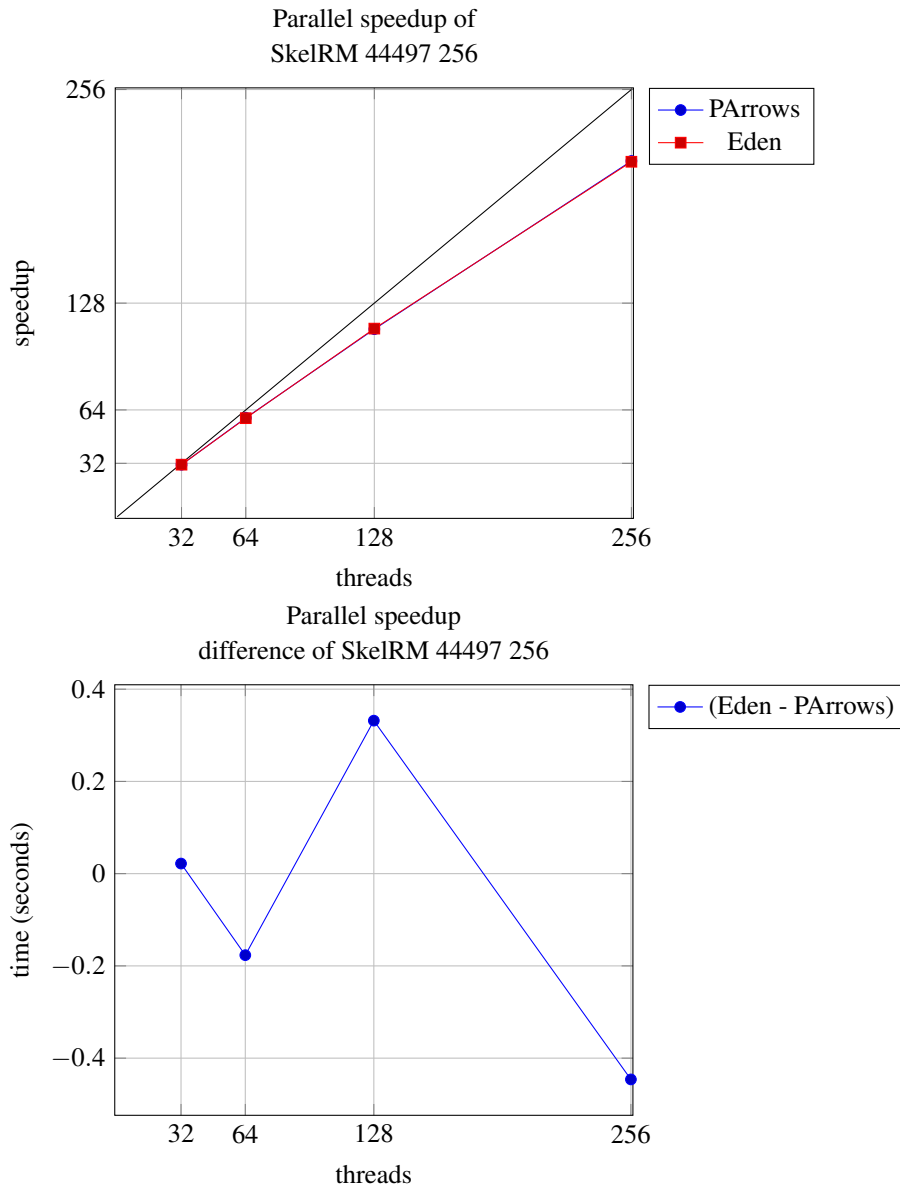 Parallel speedup of
SkelRM 44497 256
256
128
64
32
speedup
32 64 128 256
threads
PArrows
Eden
Parallel speedup
difference of SkelRM 44497 256
0.4
0.2
0
−0.2
−0.4
time (seconds)
32 64 128 256
threads
(Eden - PArrows)